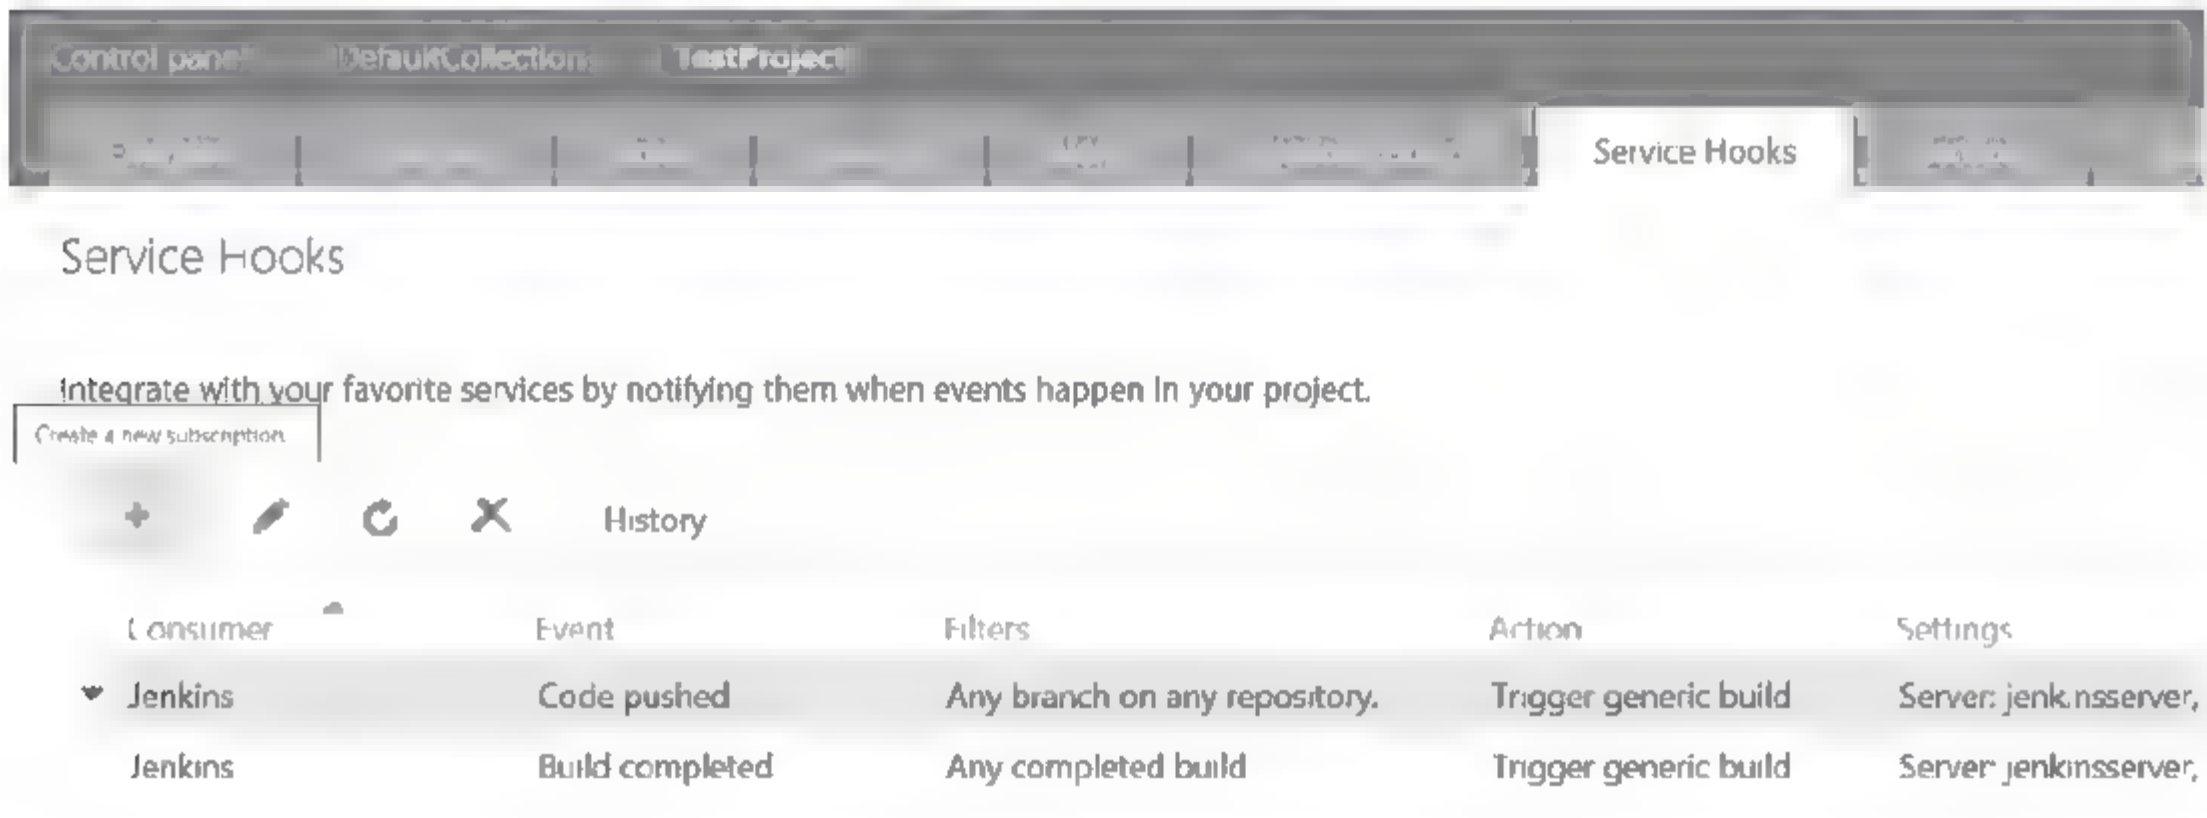 Control panel DefaultCollection TestProject
Service Hooks
Service Hooks
Integrate with your favorite services by notifying them when events happen in your project.
Create a new subscription
History
Consumer Event Filters Action Settings
Jenkins Code pushed Any branch on any repository. Trigger generic build Server: jenkinsserver,
Jenkins Build completed Any completed build Trigger generic build Server: jenkinsserver,